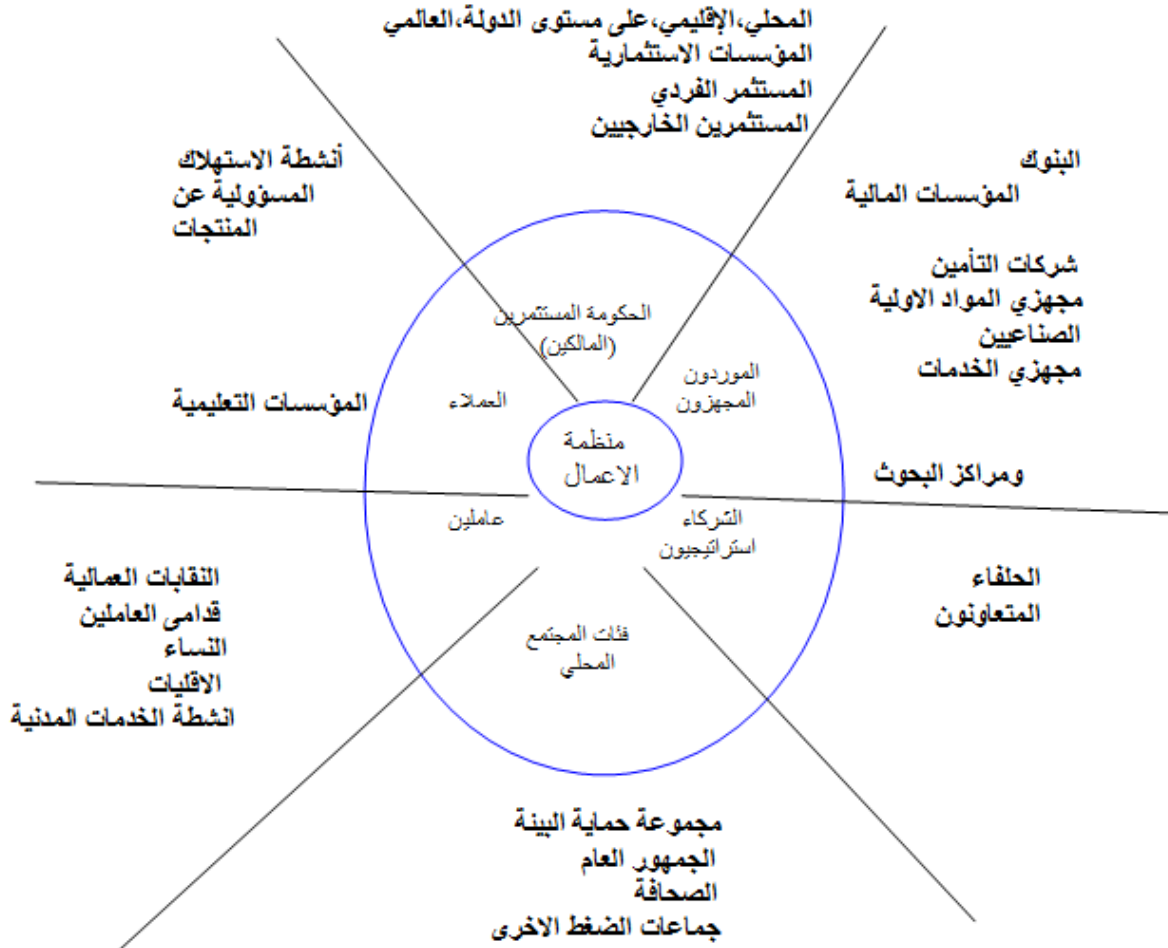 المحلي،الإقليمي،على مستوى الدولة،العالمي
المؤسسات الاستثمارية
المستثمر الفردي
المستثمرين الخارجيين
البنوك
المؤسسات المالية
شركات التأمين
مجهزي المواد الاولية
الصناعيين
مجهزي الخدمات
ومراكز البحوث
أنشطة الاستهلاك
المسؤولية عن
المنتجات
المؤسسات التعليمية
الحكومة المستثمرين
(المالكين)
الموردون
المجهزون
العملاء
منظمة
الاعمال
عاملين
الشركاء
استراتيجيون
فئات المجتمع
المحلي
الحلفاء
المتعاونون
النقابات العمالية
قدامى العاملين
النساء
الاقليات
انشطة الخدمات المدنية
مجموعة حماية البيئة
الجمهور العام
الصحافة
جماعات الضغط الاخرى